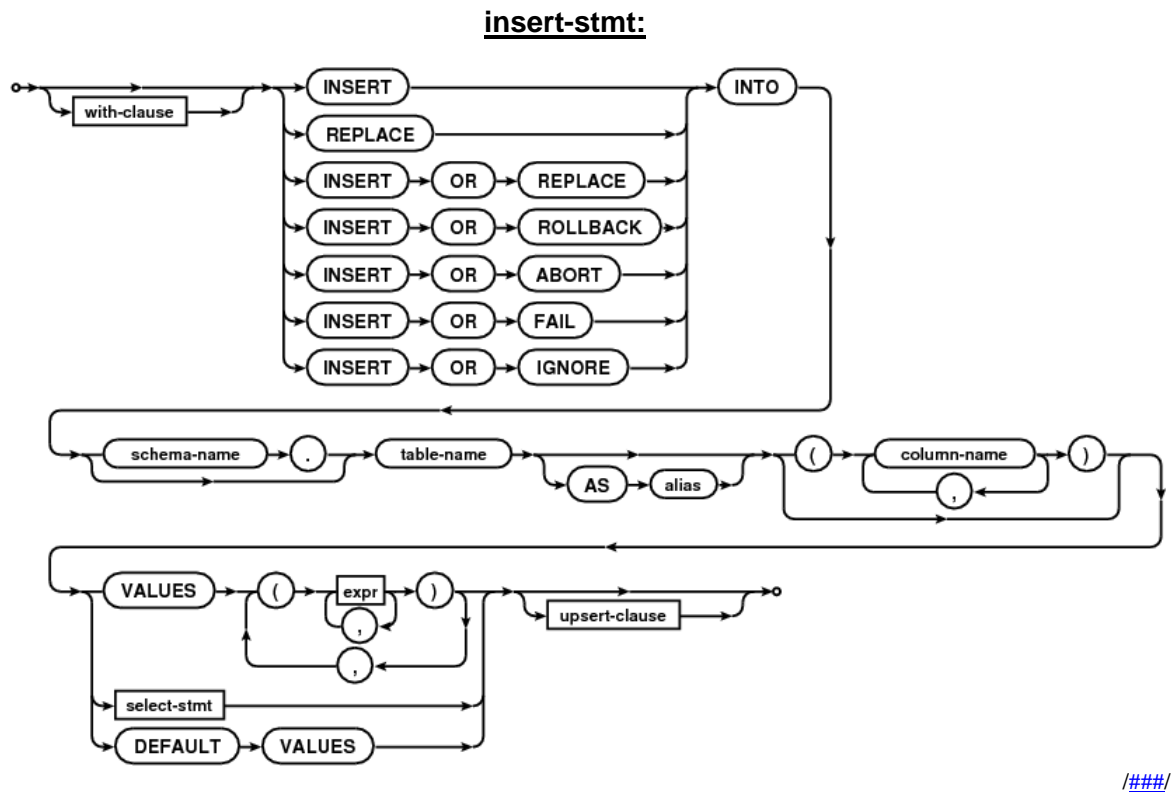 insert-stmt:
INSERT INTO
with-clause
REPLACE
INSERT OR REPLACE
INSERT OR ROLLBACK
INSERT OR ABORT
INSERT OR FAIL
INSERT OR IGNORE
schema-name . table-name ( column-name )
AS alias
,
VALUES ( expr )
, upsert-clause
,
select-stmt
DEFAULT VALUES
/###/